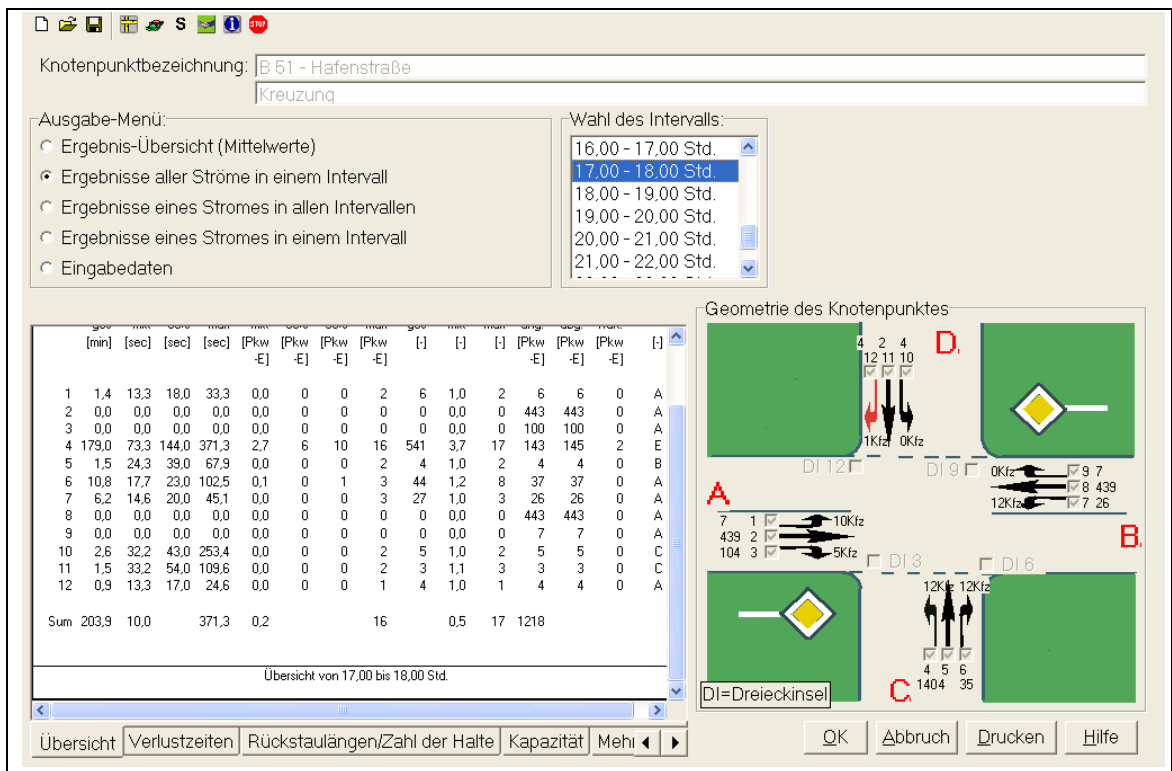 S STOP
Knotenpunktbezeichnung: B 51 - Hafenstraße
Kreuzung
Ausgabe-Menü:
Ergebnis-Übersicht (Mittelwerte)
Ergebnisse aller Ströme in einem Intervall
Ergebnisse eines Stromes in allen Intervallen
Ergebnisse eines Stromes in einem Intervall
Eingabedaten
Wahl des Intervalls:
16,00 - 17,00 Std.
17,00 - 18,00 Std.
18,00 - 19,00 Std.
19,00 - 20,00 Std.
20,00 - 21,00 Std.
21,00 - 22,00 Std.
[min] [sec] [sec] [sec] [Pkw [Pkw [Pkw [Pkw [-] [-] [-] [Pkw [Pkw [Pkw [-]
-E] -E] -E] -E] -E] -E] -E]
1 1,4 13,3 18,0 33,3 0,0 0 0 2 6 1,0 2 6 6 0 A
2 0,0 0,0 0,0 0,0 0,0 0 0 0 0 0,0 0 443 443 0 A
3 0,0 0,0 0,0 0,0 0,0 0 0 0 0 0,0 0 100 100 0 A
4 179,0 73,3 144,0 371,3 2,7 6 10 16 541 3,7 17 143 145 2 E
5 1,5 24,3 39,0 67,9 0,0 0 0 2 4 1,0 2 4 4 0 B
6 10,8 17,7 23,0 102,5 0,1 0 1 3 44 1,2 8 37 37 0 A
7 6,2 14,6 20,0 45,1 0,0 0 0 3 27 1,0 3 26 26 0 A
8 0,0 0,0 0,0 0,0 0,0 0 0 0 0 0,0 0 443 443 0 A
9 0,0 0,0 0,0 0,0 0,0 0 0 0 0 0,0 0 7 7 0 A
10 2,6 32,2 43,0 253,4 0,0 0 0 2 5 1,0 2 5 5 0 C
11 1,5 33,2 54,0 109,6 0,0 0 0 2 3 1,1 3 3 3 0 C
12 0,9 13,3 17,0 24,6 0,0 0 0 1 4 1,0 1 4 4 0 A
Sum 203,9 10,0 371,3 0,2 16 0,5 17 1218
Übersicht von 17,00 bis 18,00 Std.
Übersicht Verlustzeiten Rückstaulängen/Zahl der Halte Kapazität
Geometrie des Knotenpunktes
4 2 4 D.
12 11 10
1Kfz 0Kfz
DI 12 DI 9
0Kfz 9 7
8 439
12Kfz 7 26
A. B.
7 1 10Kfz
439 2
104 3 5Kfz
DI 3 DI 6
12Kfz 12Kfz
4 5 6
C. 1404 35
DI=Dreieckinsel
OK Abbruch Drucken Hilfe